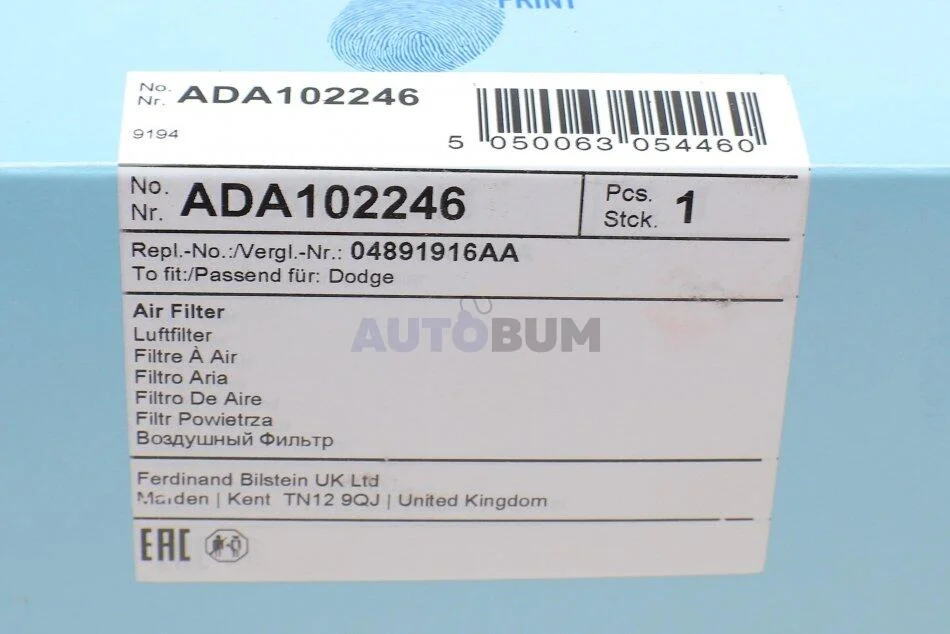 PRINT
No.
Nr. ADA102246
9194
5 050063 054460
No.
Nr. ADA102246
Pcs.
Stck. 1
Repl.-No.:/Vergl.-Nr.: 04891916AA
To fit:/Passend für: Dodge
Air Filter
Luftfilter
Filtre À Air
Filtro Aria
Filtro De Aire
Filtr Powietrza
Воздушный Фильтр
AUTOBUM
Ferdinand Bilstein UK Ltd
Marden | Kent TN12 9QJ | United Kingdom
EAC